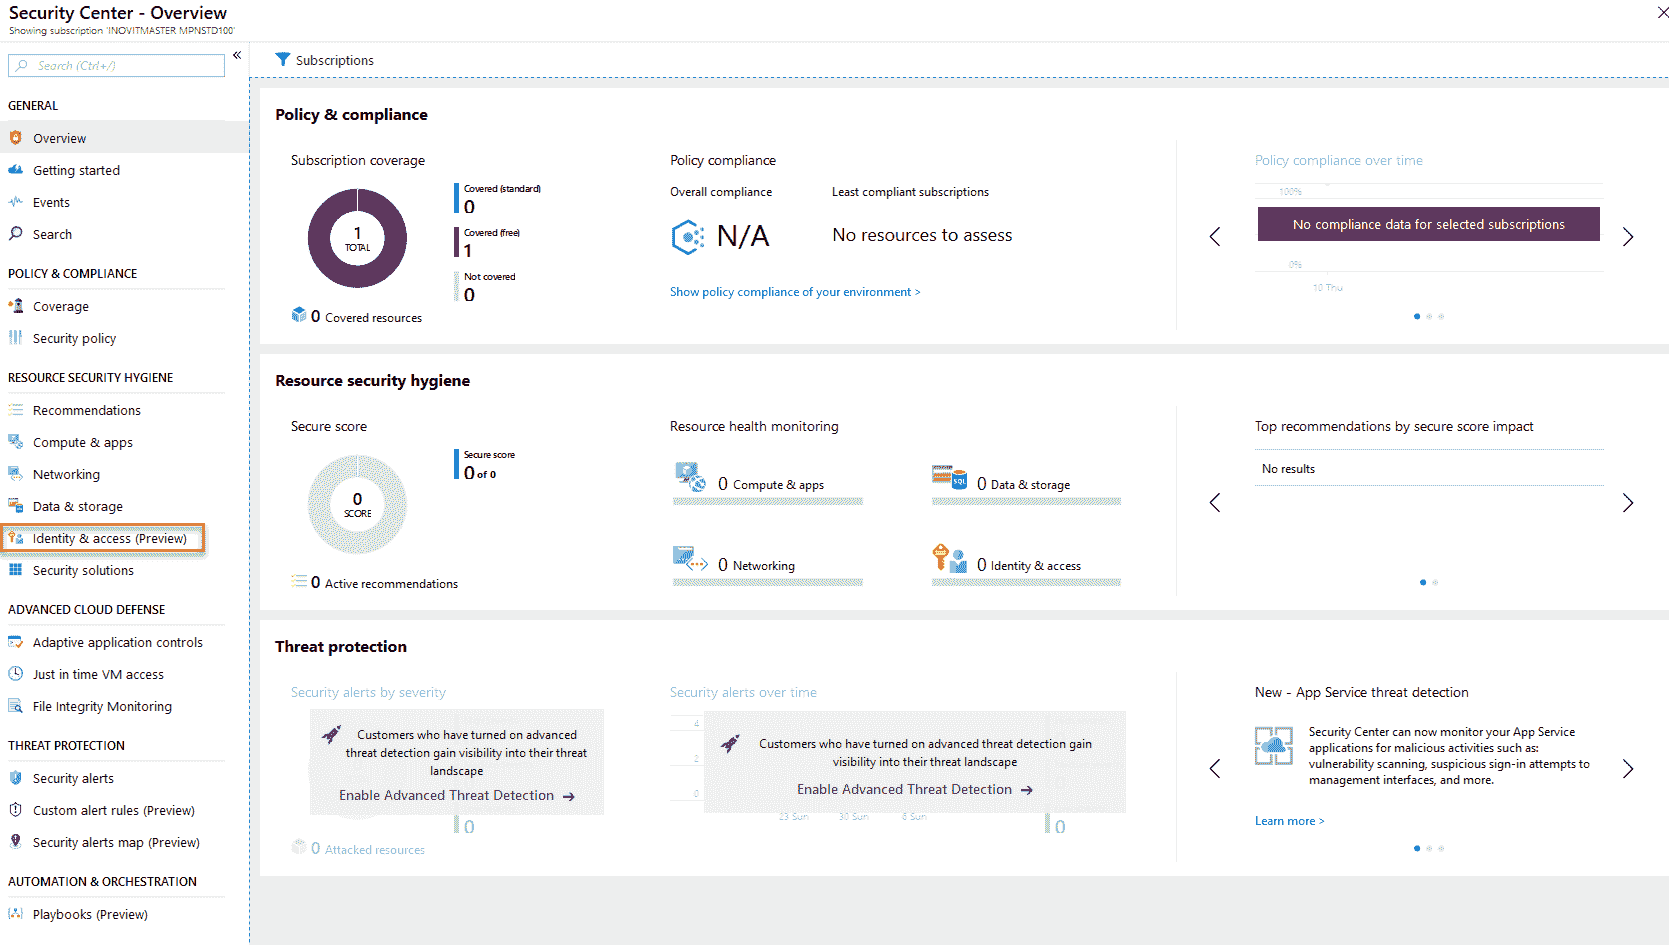 Security Center - Overview
Showing subscription 'INOVITMASTER MPNSTD100'
Search (Ctrl+/)
«
GENERAL
Overview
Getting started
Events
Search
POLICY & COMPLIANCE
Coverage
Security policy
RESOURCE SECURITY HYGIENE
Recommendations
Compute & apps
Networking
Data & storage
Identity & access (Preview)
Security solutions
ADVANCED CLOUD DEFENSE
Adaptive application controls
Just in time VM access
File Integrity Monitoring
THREAT PROTECTION
Security alerts
Custom alert rules (Preview)
Security alerts map (Preview)
AUTOMATION & ORCHESTRATION
Playbooks (Preview)
Subscriptions
Policy & compliance
Subscription coverage
1
TOTAL
Covered (standard)
0
Covered (free)
1
Not covered
0
0 Covered resources
Policy compliance
Overall compliance
N/A
Least compliant subscriptions
No resources to assess
Show policy compliance of your environment >
Policy compliance over time
100%
No compliance data for selected subscriptions
0%
10 Thu
Resource security hygiene
Secure score
0
SCORE
Secure score
0 of 0
0 Active recommendations
Resource health monitoring
0 Compute & apps
SQL
0 Data & storage
0 Networking
0 Identity & access
Top recommendations by secure score impact
No results
Threat protection
Security alerts by severity
Customers who have turned on advanced
threat detection gain visibility into their threat
landscape
Enable Advanced Threat Detection →
0
0 Attacked resources
Security alerts over time
4
2
0
Customers who have turned on advanced threat detection gain
visibility into their threat landscape
Enable Advanced Threat Detection →
23 Sun
30 Sun
6 Sun
0
New - App Service threat detection
Security Center can now monitor your App Service
applications for malicious activities such as:
vulnerability scanning, suspicious sign-in attempts to
management interfaces, and more.
Learn more >